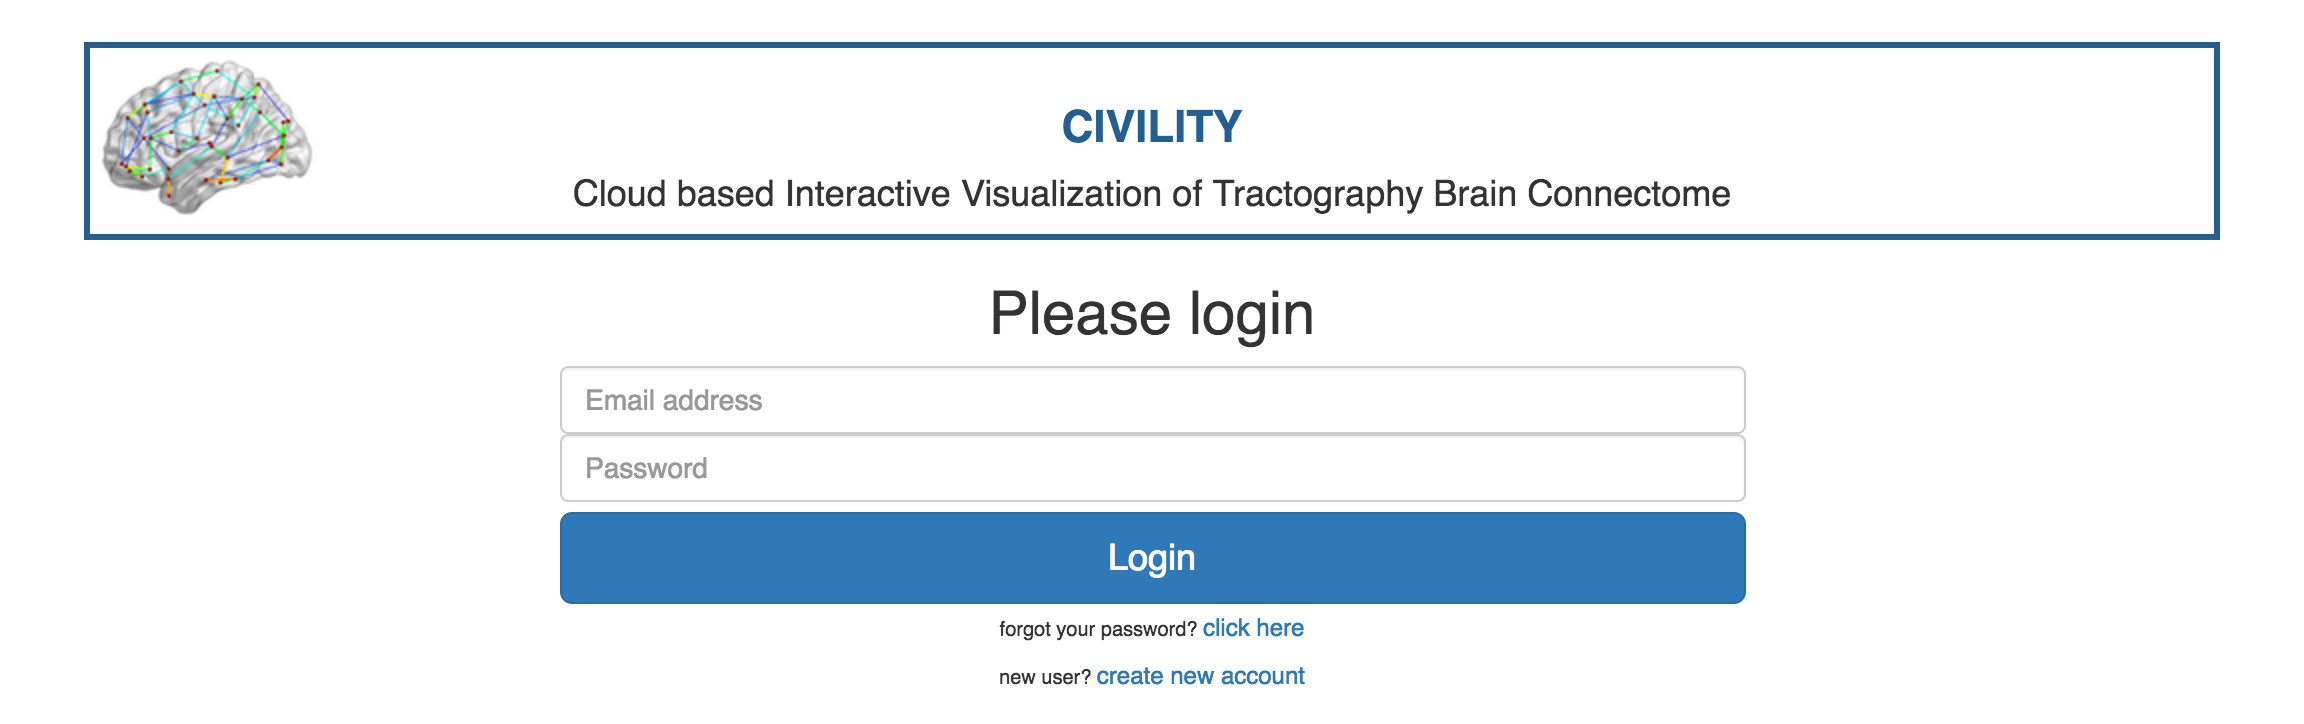 CIVILITY
Cloud based Interactive Visualization of Tractography Brain Connectome
Please login
Email address
Password
Login
forgot your password? click here
new user? create new account